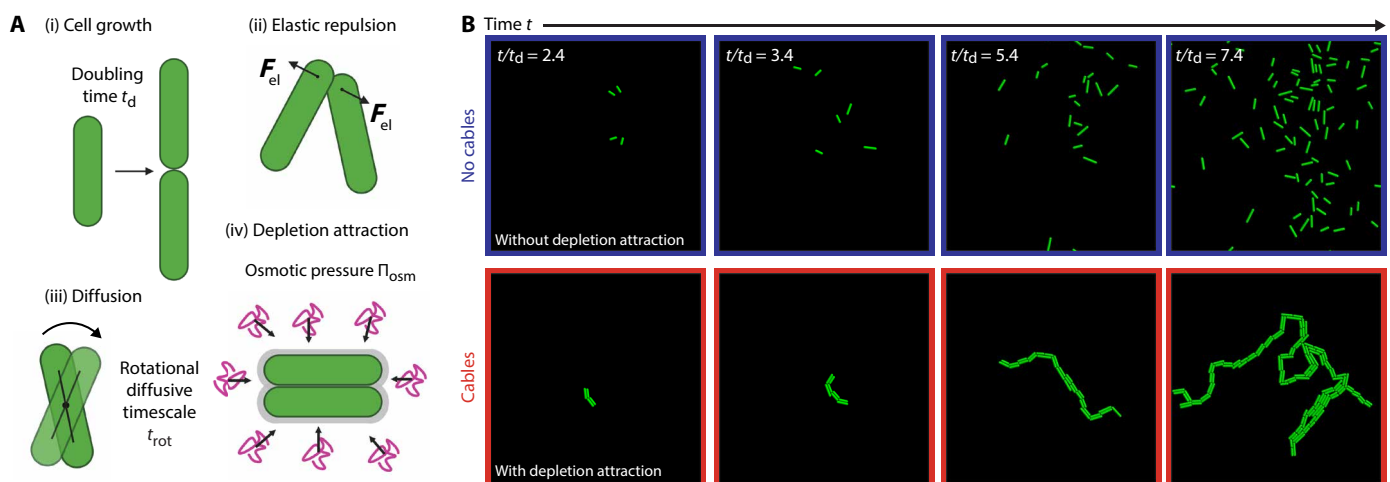 A
(i) Cell growth
Doubling
time t_d
(ii) Elastic repulsion
F_el
F_el
(iii) Diffusion
Rotational
diffusive
timescale
t_rot
(iv) Depletion attraction
Osmotic pressure Π_osm
B
Time t
No cables
t/t_d = 2.4
t/t_d = 3.4
t/t_d = 5.4
t/t_d = 7.4
Without depletion attraction
Cables
With depletion attraction